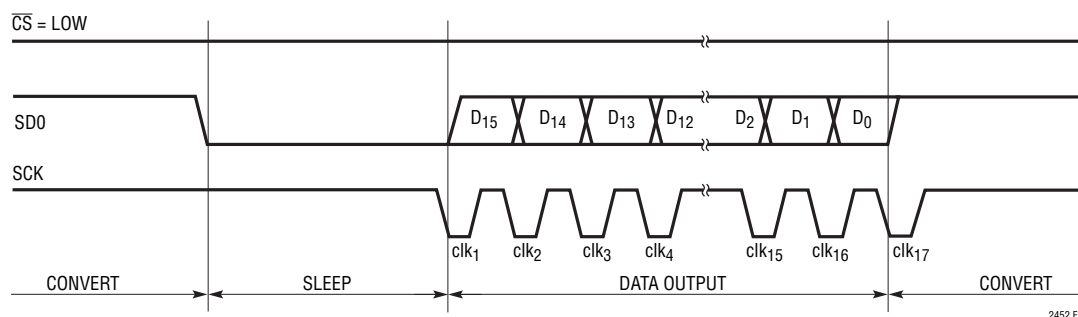 CS = LOW
SD0
D15 D14 D13 D12 D2 D1 D0
SCK
clk1 clk2 clk3 clk4 clk15 clk16 clk17
CONVERT SLEEP DATA OUTPUT CONVERT